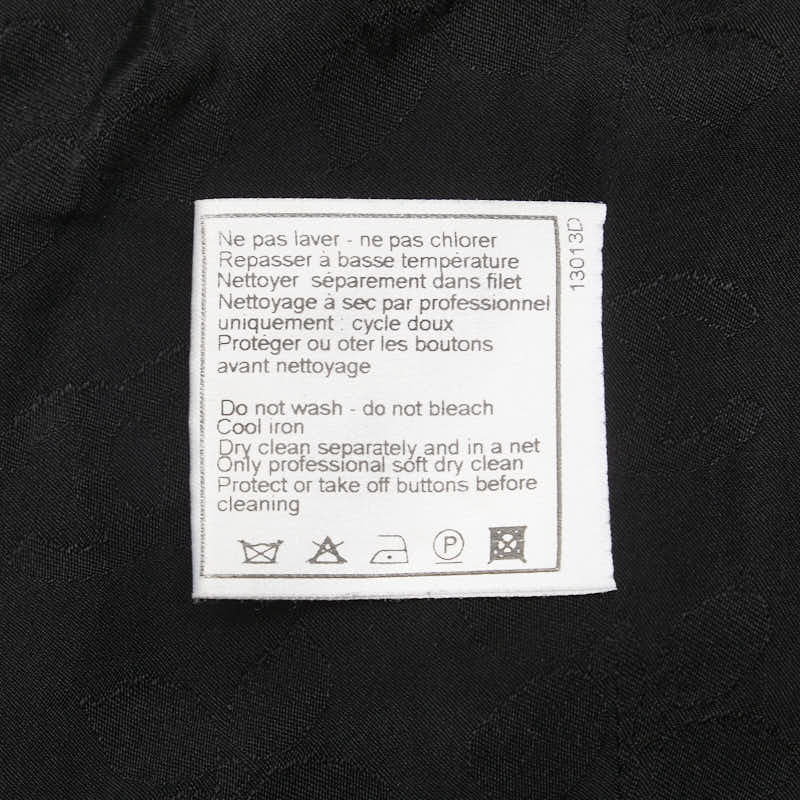 Ne pas laver - ne pas chlorer
Repasser à basse température
Nettoyer séparement dans filet
Nettoyage à sec par professionnel
uniquement : cycle doux
Protéger ou oter les boutons
avant nettoyage
Do not wash - do not bleach
Cool iron
Dry clean separately and in a net
Only professional soft dry clean
Protect or take off buttons before
cleaning
P
13013D